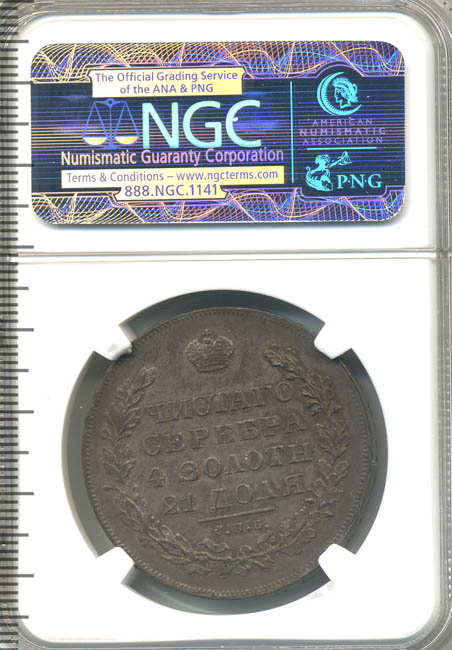 The Official Grading Service
of the ANA & PNG
NGC
Numismatic Guaranty Corporation
Terms & Conditions – www.ngcterms.com
888.NGC.1141
AMERICAN
NUMISMATIC
ASSOCIATION
P·N·G
ЧИСТАГО
СЕРЕБРА
4 ЗОЛОТН
21 ДОЛЯ
С.П.Б.